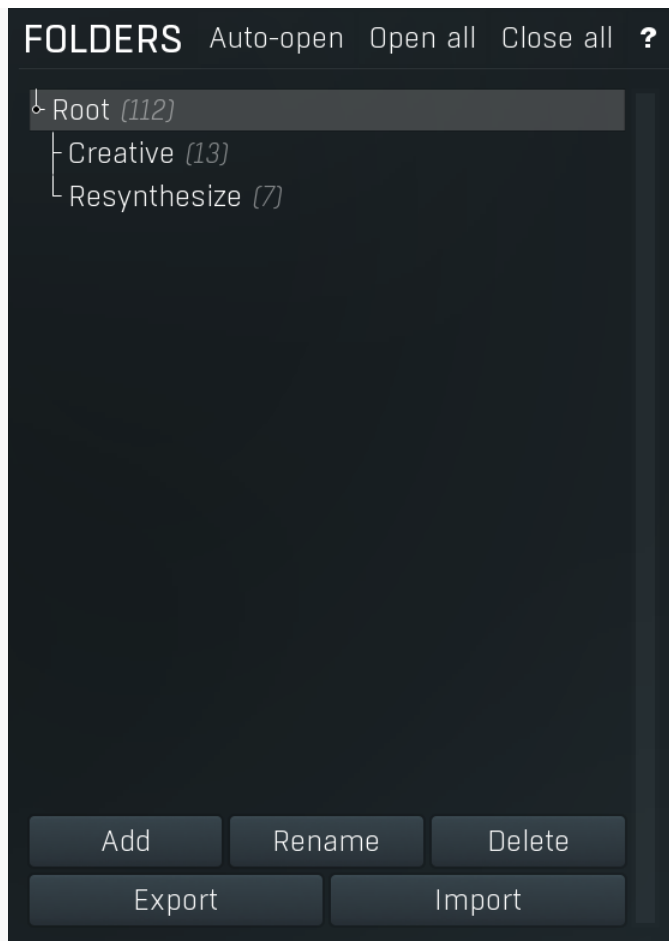 FOLDERS Auto-open Open all Close all ?
Root (112)
Creative (13)
Resynthesize (7)
Add Rename Delete
Export Import